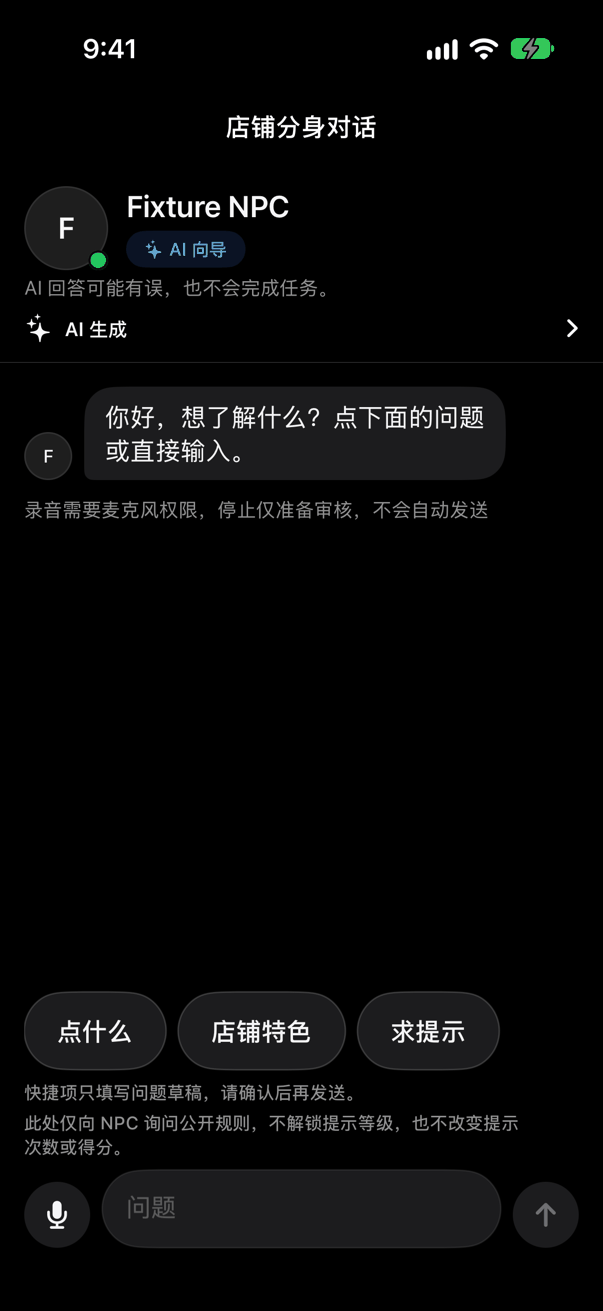 9:41
店铺分身对话
F
Fixture NPC
AI 向导
AI 回答可能有误，也不会完成任务。
AI 生成
你好，想了解什么？点下面的问题
或直接输入。
F
录音需要麦克风权限，停止仅准备审核，不会自动发送
点什么
店铺特色
求提示
快捷项只填写问题草稿，请确认后再发送。
此处仅向 NPC 询问公开规则，不解锁提示等级，也不改变提示
次数或得分。
问题